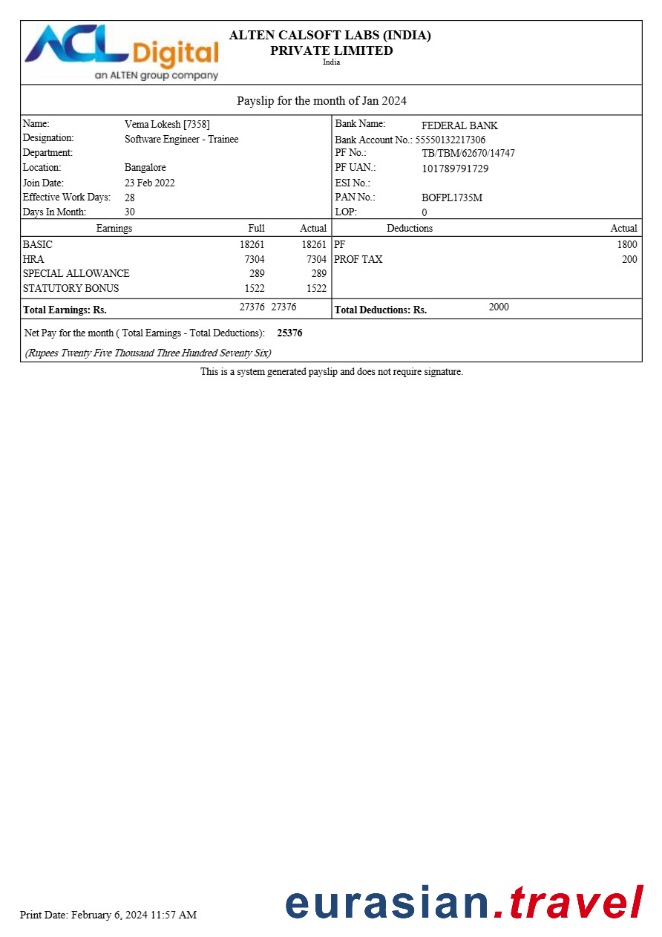 ACL Digital
an ALTEN group company
ALTEN CALSOFT LABS (INDIA)
PRIVATE LIMITED
India
Payslip for the month of Jan 2024
Name: Vema Lokesh [7358] Bank Name: FEDERAL BANK
Designation: Software Engineer - Trainee Bank Account No.: 55550132217306
Department: PF No.: TB/TBM/62670/14747
Location: Bangalore PF UAN.: 101789791729
Join Date: 23 Feb 2022 ESI No.:
Effective Work Days: 28 PAN No.: BOFPL1735M
Days In Month: 30 LOP: 0
Earnings Full Actual Deductions Actual
BASIC 18261 18261 PF 1800
HRA 7304 7304 PROF TAX 200
SPECIAL ALLOWANCE 289 289
STATUTORY BONUS 1522 1522
Total Earnings: Rs. 27376 27376 Total Deductions: Rs. 2000
Net Pay for the month ( Total Earnings - Total Deductions): 25376
(Rupees Twenty Five Thousand Three Hundred Seventy Six)
This is a system generated payslip and does not require signature.
Print Date: February 6, 2024 11:57 AM
eurasian.travel